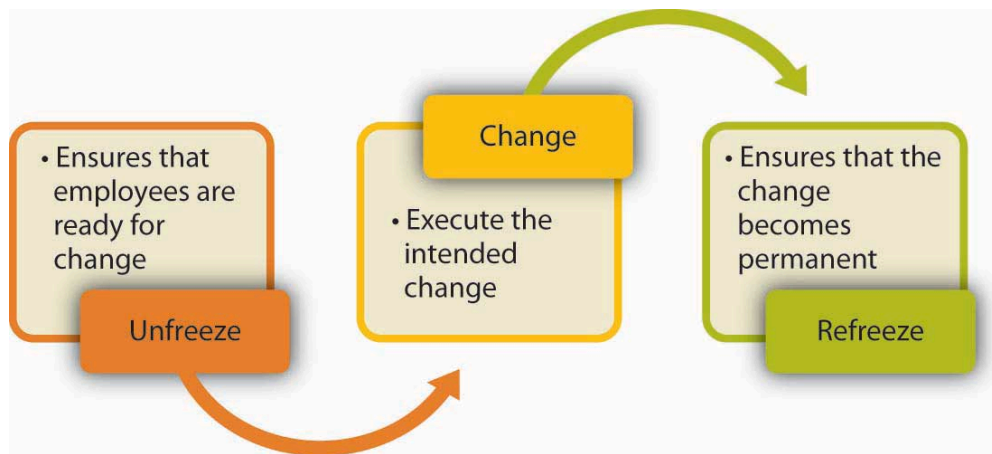 • Ensures that
employees are
ready for
change
Unfreeze
Change
• Execute the
intended
change
• Ensures that the
change
becomes
permanent
Refreeze